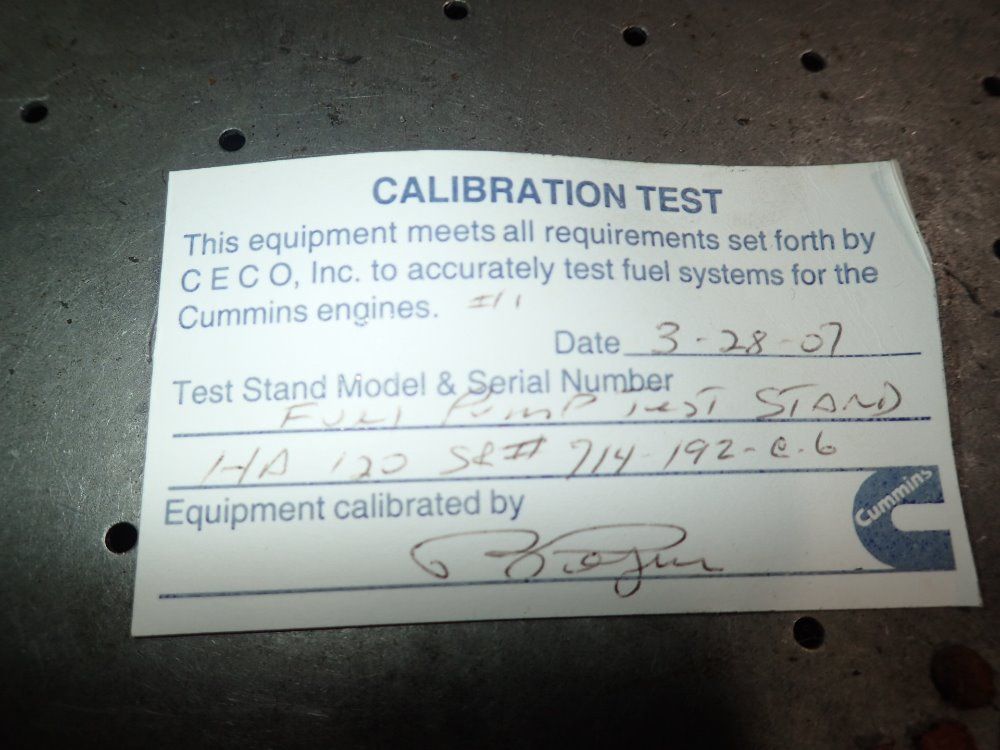 CALIBRATION TEST
This equipment meets all requirements set forth by
C E C O, Inc. to accurately test fuel systems for the
Cummins engines. #1
Date 3-28-07
Test Stand Model & Serial Number
FUEL PUMP TEST STAND
HA 120 SR# 714-192-C-6
Equipment calibrated by
Cummins